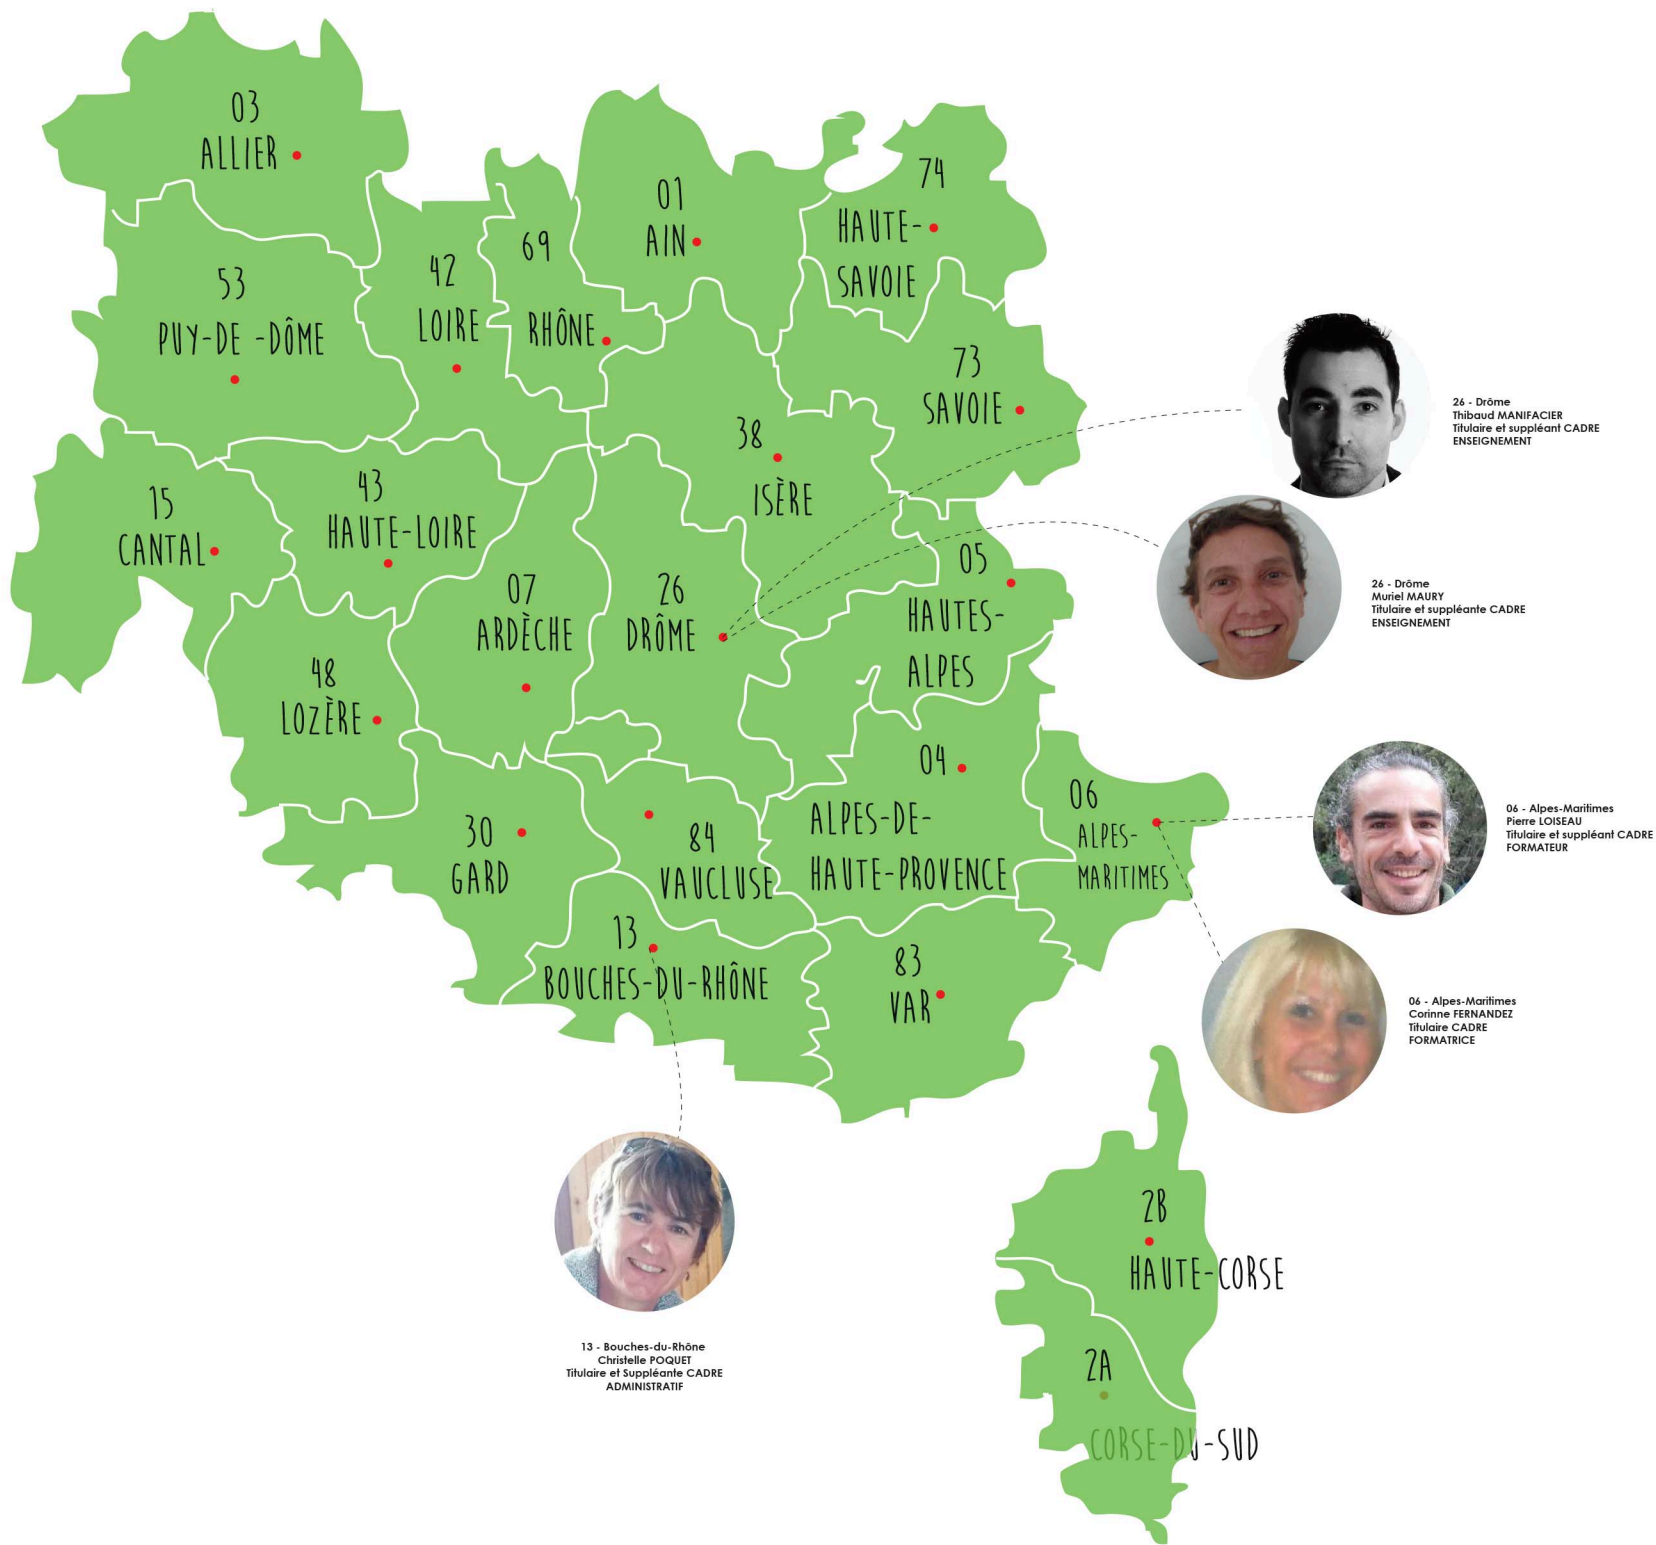 03
ALLIER
01
AIN
74
HAUTE-
SAVOIE
69
RHÔNE
42
LOIRE
53
PUY-DE -DÔME
73
SAVOIE
26 - Drôme
Thibaud MANIFACIER
Titulaire et suppléant CADRE
ENSEIGNEMENT
38
ISÈRE
43
HAUTE-LOIRE
15
CANTAL
05
HAUTES-
ALPES
07
ARDÈCHE
26
DRÔME
26 - Drôme
Muriel MAURY
Titulaire et suppléante CADRE
ENSEIGNEMENT
48
LOZÈRE
04
ALPES-DE-
HAUTE-PROVENCE
06
ALPES-
MARITIMES
06 - Alpes-Maritimes
Pierre LOISEAU
Titulaire et suppléant CADRE
FORMATEUR
30
GARD
84
VAUCLUSE
13
BOUCHES-DU-RHÔNE
83
VAR
06 - Alpes-Maritimes
Corinne FERNANDEZ
Titulaire CADRE
FORMATRICE
2B
HAUTE-CORSE
2A
CORSE-DU-SUD
13 - Bouches-du-Rhône
Christelle POQUET
Titulaire et Suppléante CADRE
ADMINISTRATIF